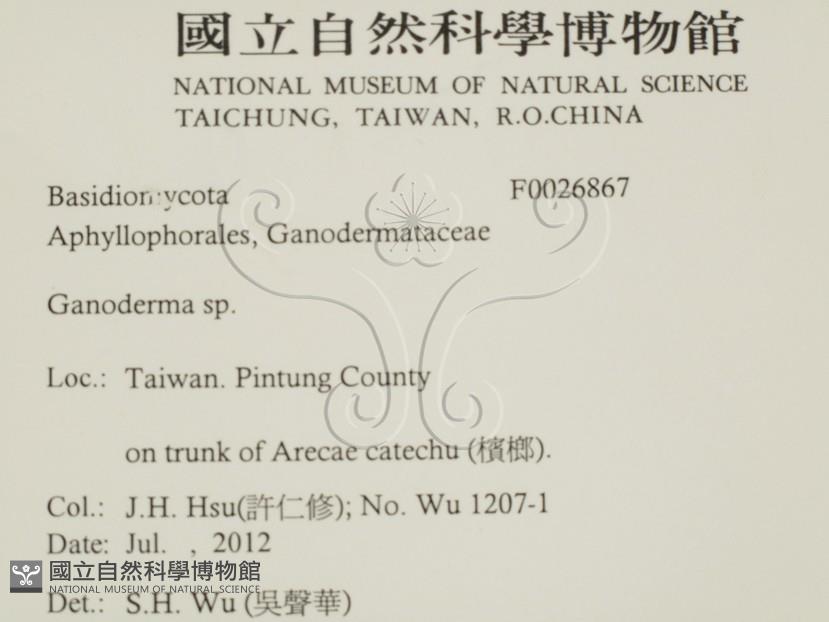 國立自然科學博物館
NATIONAL MUSEUM OF NATURAL SCIENCE
TAICHUNG, TAIWAN, R.O.CHINA
Basidiomycota F0026867
Aphyllophorales, Ganodermataceae
Ganoderma sp.
Loc.: Taiwan. Pintung County
on trunk of Arecae catechu (檳榔).
Col.: J.H. Hsu(許仁修); No. Wu 1207-1
Date: Jul. , 2012
國立自然科學博物館
NATIONAL MUSEUM OF NATURAL SCIENCE
Det.: S.H. Wu (吳聲華)